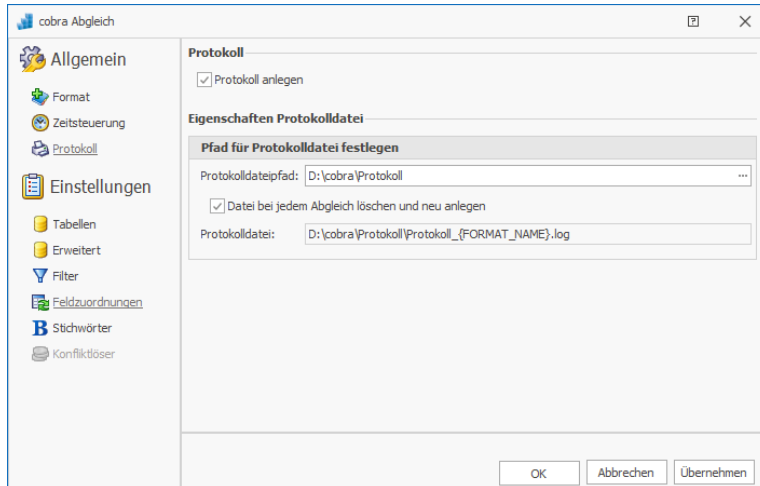 cobra Abgleich
Allgemein
Format
Zeitsteuerung
Protokoll
Einstellungen
Tabellen
Erweitert
Filter
Feldzuordnungen
B Stichwörter
Konfliktlöser
Protokoll
Protokoll anlegen
Eigenschaften Protokolldatei
Pfad für Protokolldatei festlegen
Protokolldateipfad: D:\cobra\Protokoll ...
Datei bei jedem Abgleich löschen und neu anlegen
Protokolldatei: D:\cobra\Protokoll\Protokoll_{FORMAT_NAME}.log
OK Abbrechen Übernehmen